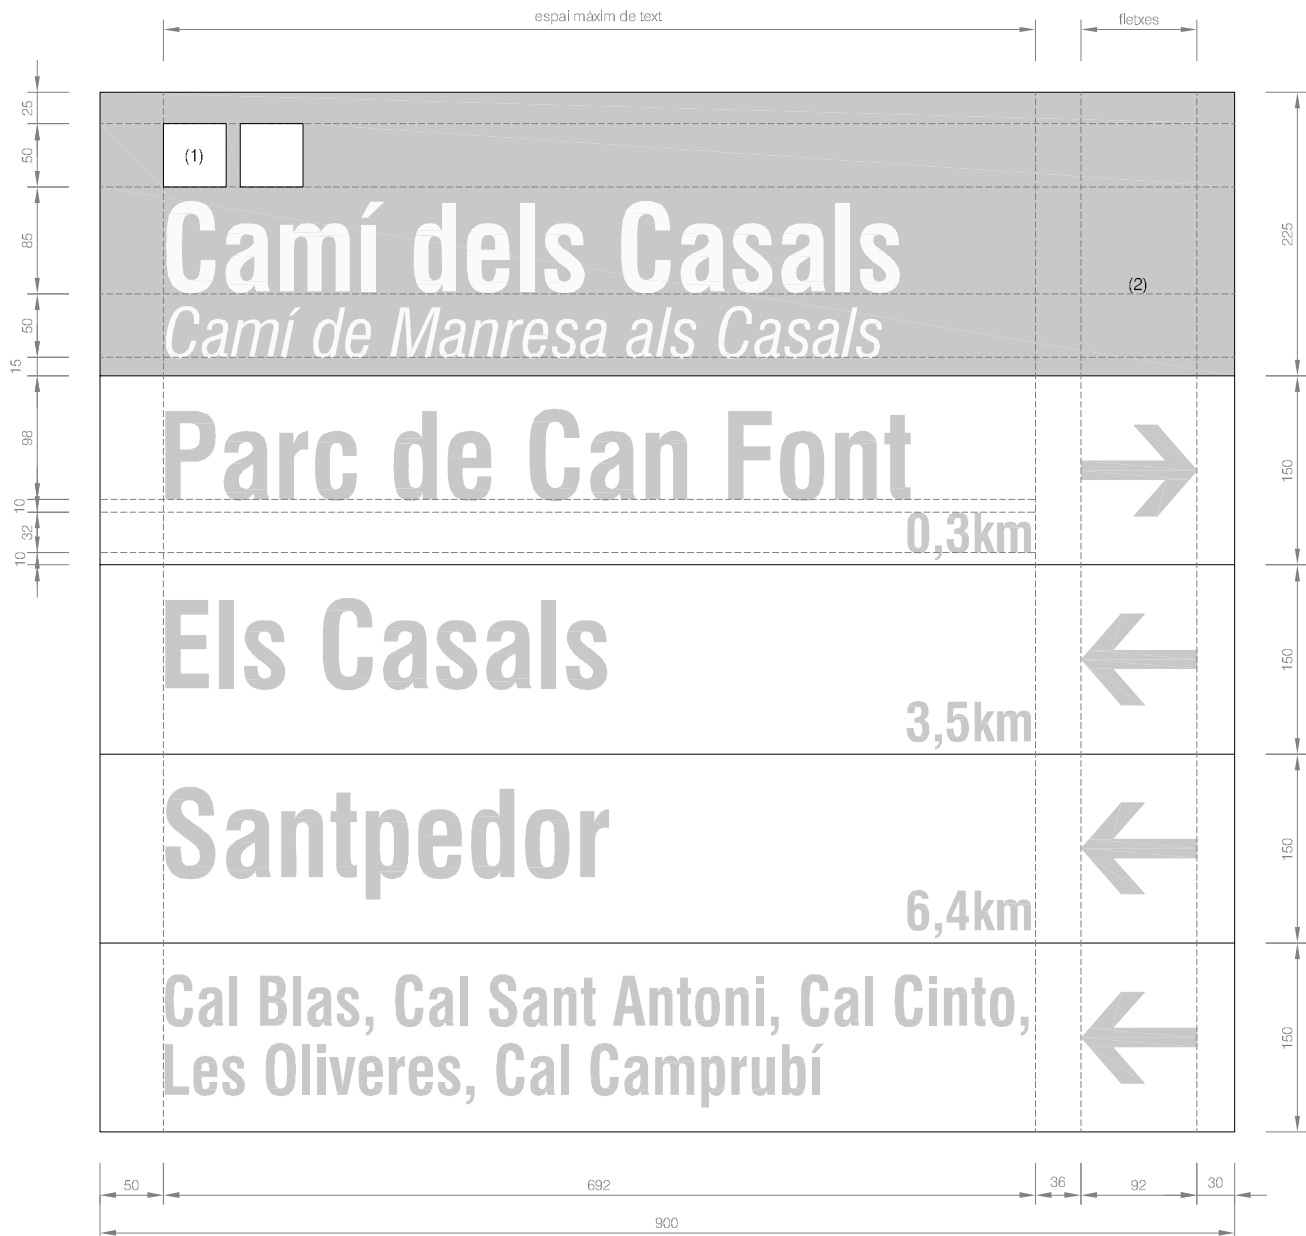 espai màxim de text
fletxes
25
50
(1)
85
Camí dels Casals
225
(2)
50
Camí de Manresa als Casals
15
98
Parc de Can Font
150
10
32
0,3km
10
Els Casals
150
3,5km
Santpedor
150
6,4km
Cal Blas, Cal Sant Antoni, Cal Cinto,
150
Les Oliveres, Cal Camprubí
50
692
36
92
30
900